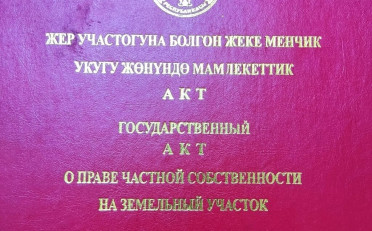 ЖЕР УЧАСТОГУНА БОЛГОН ЖЕКЕ МЕНЧИК
УКУГУ ЖӨНҮНДӨ МАМЛЕКЕТТИК
АКТ
ГОСУДАРСТВЕННЫЙ
АКТ
О ПРАВЕ ЧАСТНОЙ СОБСТВЕННОСТИ
НА ЗЕМЕЛЬНЫЙ УЧАСТОК